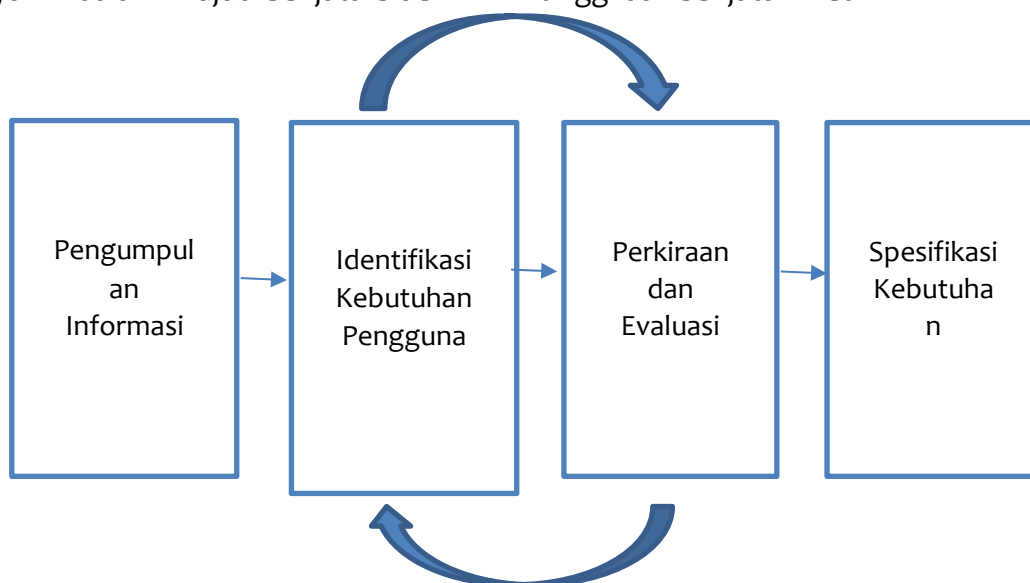 Pengumpul
an
Informasi
Identifikasi
Kebutuhan
Pengguna
Perkiraan
dan
Evaluasi
Spesifikasi
Kebutuha
n